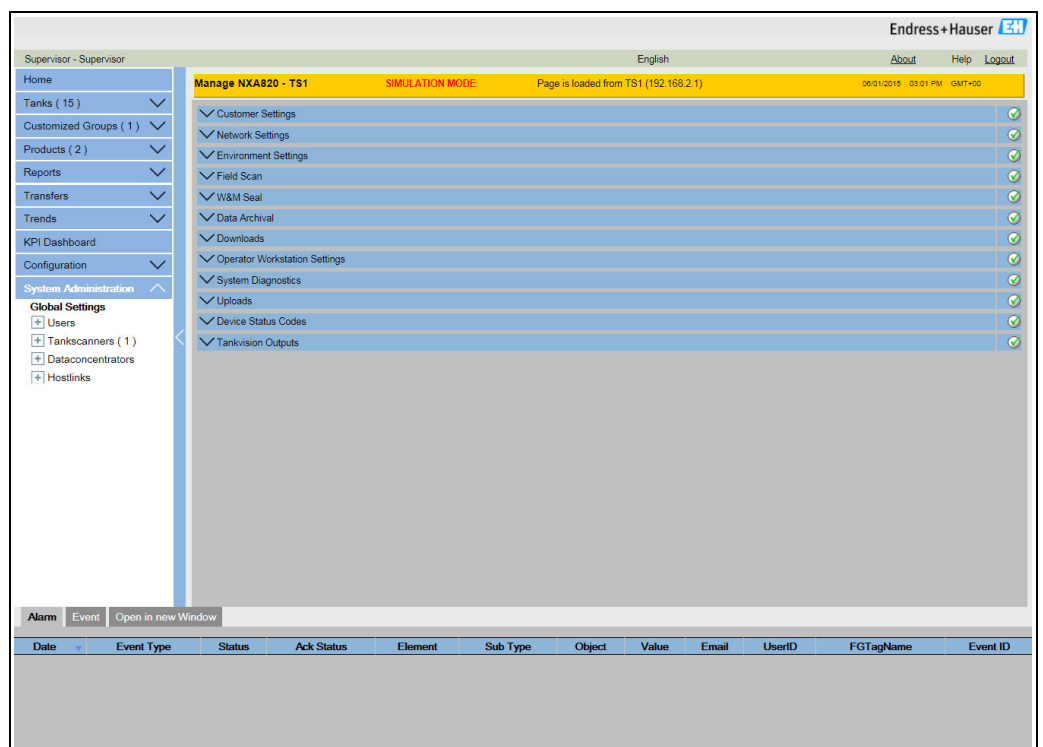 Endress+Hauser EH
Supervisor - Supervisor English About Help Logout
Home
Tanks ( 15 )
Customized Groups ( 1 )
Products ( 2 )
Reports
Transfers
Trends
KPI Dashboard
Configuration
System Administration
Global Settings
+ Users
+ Tankscanners ( 1 )
+ Dataconcentrators
+ Hostlinks
Manage NXA820 - TS1 SIMULATION MODE Page is loaded from TS1 (192.168.2.1) 06/01/2015 03:01 PM GMT+00
Customer Settings
Network Settings
Environment Settings
Field Scan
W&M Seal
Data Archival
Downloads
Operator Workstation Settings
System Diagnostics
Uploads
Device Status Codes
Tankvision Outputs
Alarm Event Open in new Window
Date Event Type Status Ack Status Element Sub Type Object Value Email UserID FGTagName Event ID